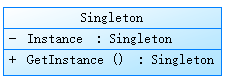 Singleton
- Instance : Singleton
+ GetInstance () : Singleton